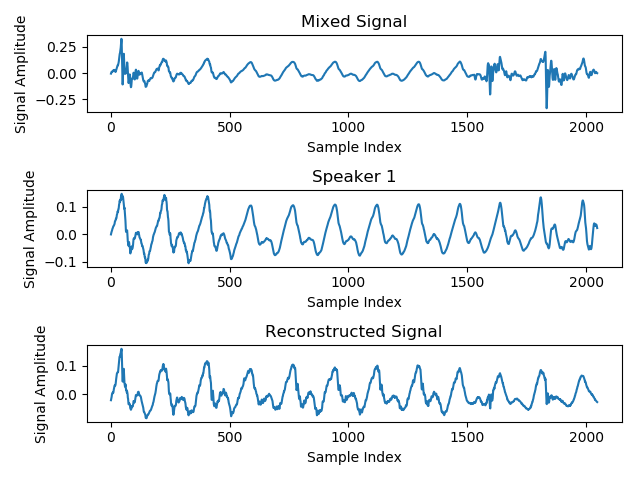 Mixed Signal
Signal Amplitude
0.25
0.00
−0.25
0 500 1000 1500 2000
Sample Index
Speaker 1
Signal Amplitude
0.1
0.0
−0.1
0 500 1000 1500 2000
Sample Index
Reconstructed Signal
Signal Amplitude
0.1
0.0
0 500 1000 1500 2000
Sample Index